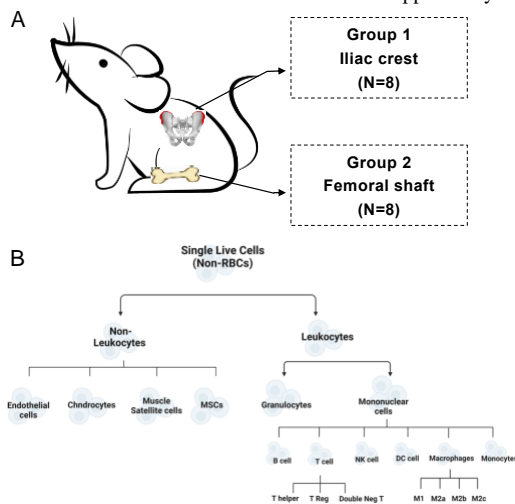 A
Group 1
Iliac crest
(N=8)
Group 2
Femoral shaft
(N=8)
B
Single Live Cells
(Non-RBCs)
Non-
Leukocytes
Leukocytes
Endothelial
cells
Chndrocytes
Muscle
Satellite cells
MSCs
Granulocytes
Mononuclear
cells
B cell
T cell
NK cell
DC cell
Macrophages
Monocytes
T helper
T Reg
Double Neg T
M1
M2a
M2b
M2c